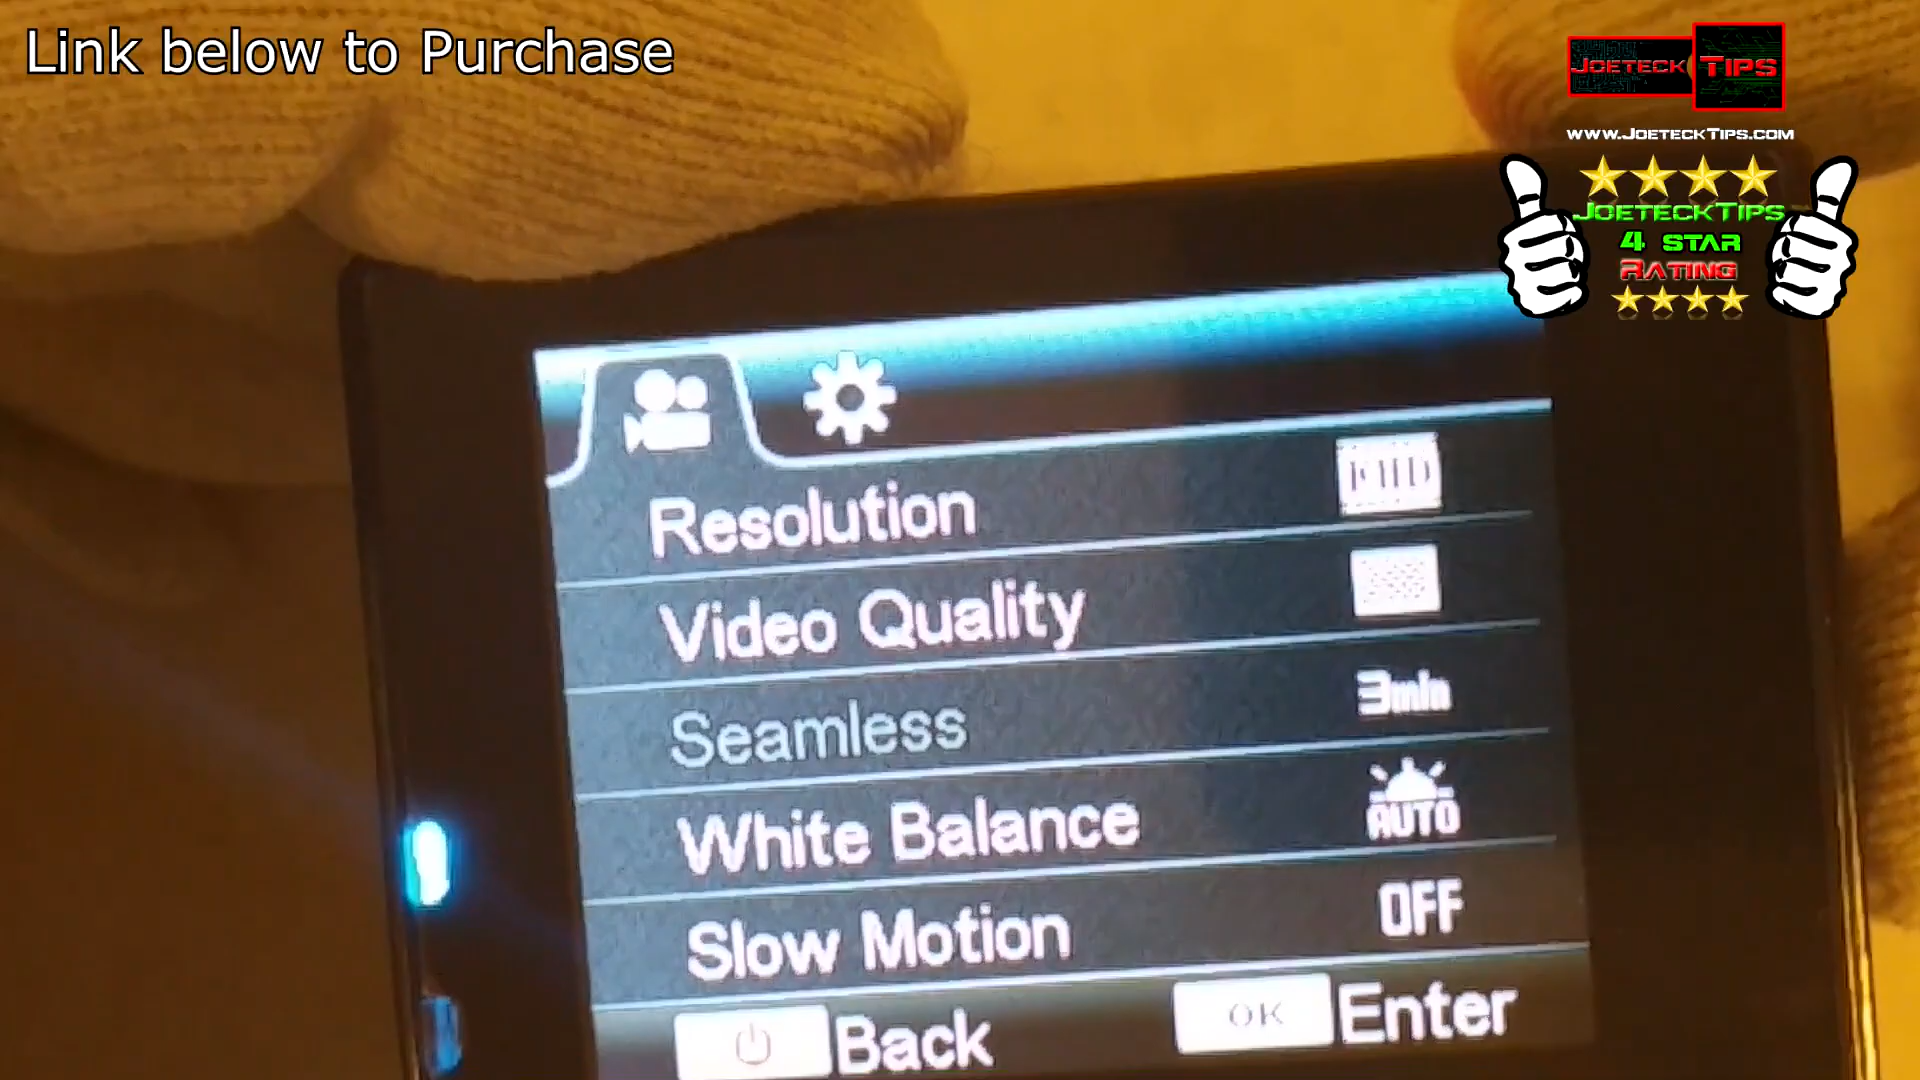 Link below to Purchase
JOETECK TIPS
WWW.JOETECKTIPS.COM
JOETECKTIPS
4 STAR
RATING
Resolution
Video Quality
Seamless 3min
White Balance AUTO
Slow Motion OFF
Back OK Enter